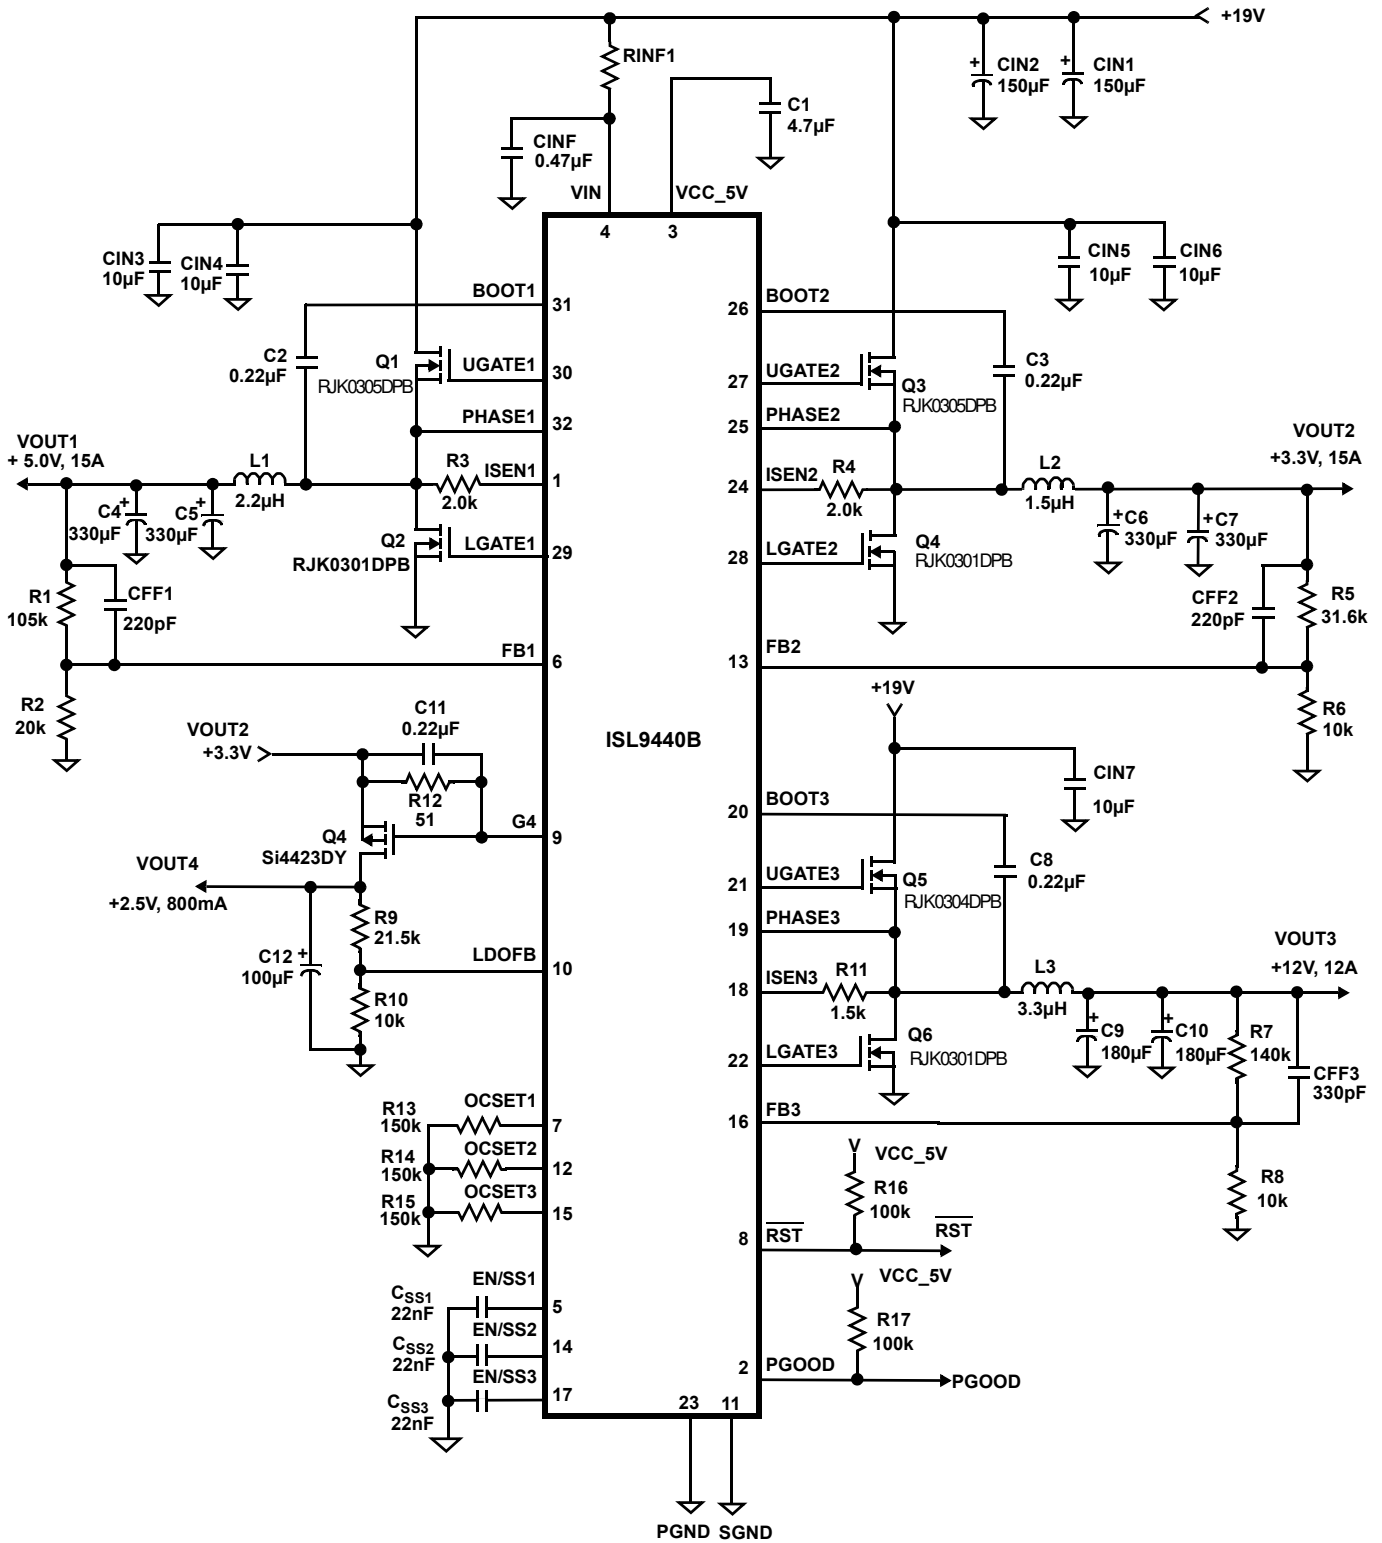 +19V
RINF1
CIN2
150µF
CIN1
150µF
C1
4.7µF
CINF
0.47µF
VIN
VCC_5V
4
3
CIN3
10µF
CIN4
10µF
CIN5
10µF
CIN6
10µF
BOOT1
31
26
BOOT2
C2
0.22µF
Q1
RJK0305DPB
UGATE1
30
27
UGATE2
Q3
RJK0305DPB
C3
0.22µF
PHASE1
32
25
PHASE2
VOUT1
+ 5.0V, 15A
L1
2.2µH
R3
2.0k
ISEN1
1
24
ISEN2
R4
2.0k
L2
1.5µH
VOUT2
+3.3V, 15A
C4
+
330µF
C5
+
330µF
Q2
RJK0301DPB
LGATE1
29
28
LGATE2
Q4
RJK0301DPB
+
C6
330µF
+
C7
330µF
R1
105k
CFF1
220pF
CFF2
220pF
R5
31.6k
FB1
6
13
FB2
R2
20k
R6
10k
ISL9440B
VOUT2
+3.3V
C11
0.22µF
R12
51
Q4
Si4423DY
G4
9
+19V
CIN7
10µF
20
BOOT3
VOUT4
+2.5V, 800mA
21
UGATE3
Q5
RJK0304DPB
C8
0.22µF
19
PHASE3
R9
21.5k
C12
+
100µF
LDOFB
10
R10
10k
18
ISEN3
R11
1.5k
L3
3.3µH
VOUT3
+12V, 12A
22
LGATE3
Q6
RJK0301DPB
+
C9
180µF
+
C10
180µF
R7
140k
CFF3
330pF
16
FB3
R8
10k
R13
150k
OCSET1
7
R14
150k
OCSET2
12
R15
150k
OCSET3
15
VCC_5V
R16
100k
8
RST
RST
VCC_5V
R17
100k
2
PGOOD
PGOOD
CSS1
22nF
EN/SS1
5
CSS2
22nF
EN/SS2
14
CSS3
22nF
EN/SS3
17
23
11
PGND
SGND